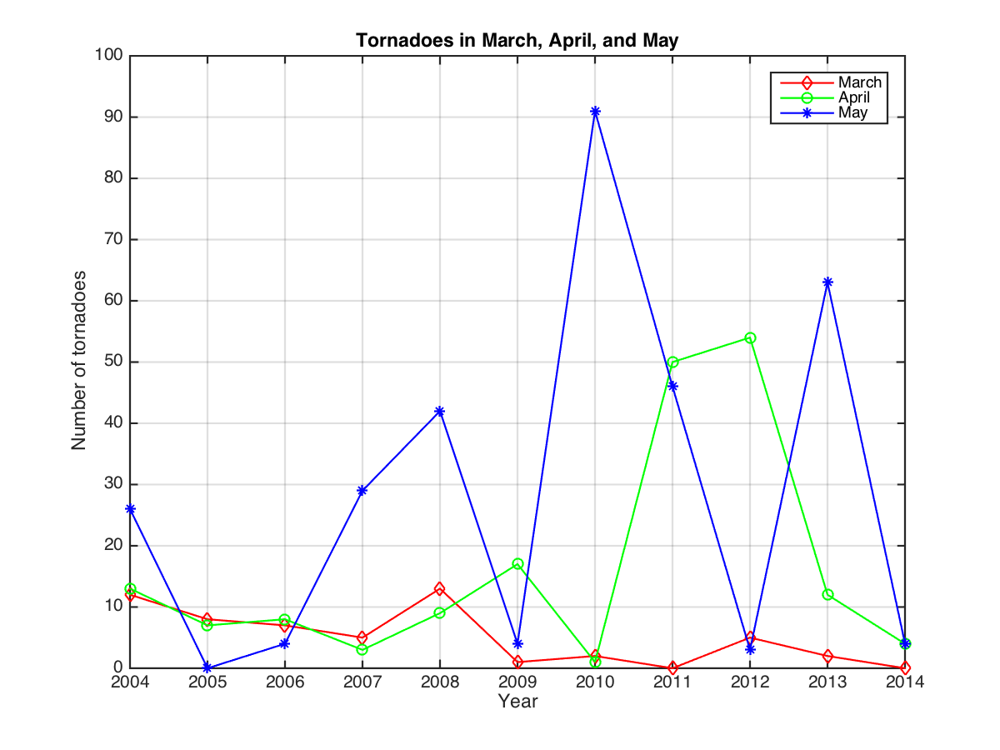 Tornadoes in March, April, and May
March
April
May
Number of tornadoes
100
90
80
70
60
50
40
30
20
10
0
2004 2005 2006 2007 2008 2009 2010 2011 2012 2013 2014
Year